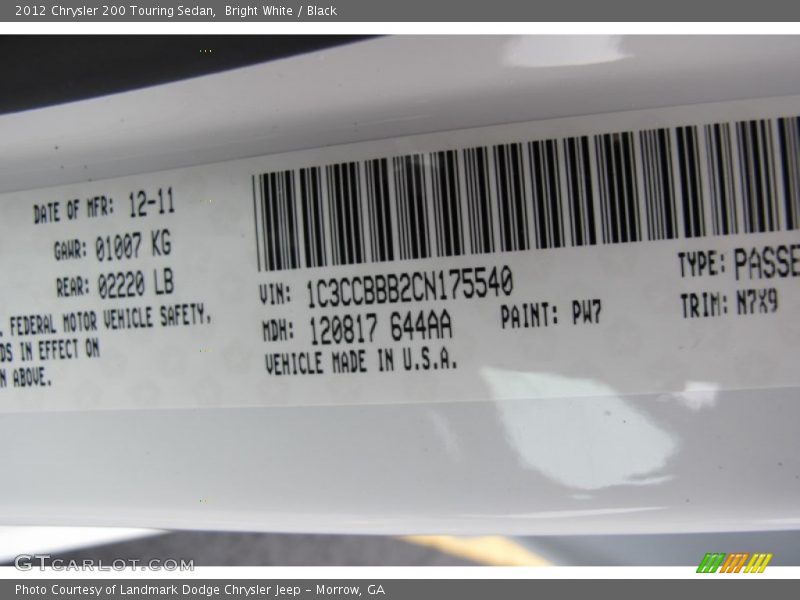 2012 Chrysler 200 Touring Sedan, Bright White / Black
DATE OF MFR: 12-11
GAWR: 01007 KG
REAR: 02220 LB
. FEDERAL MOTOR VEHICLE SAFETY,
DS IN EFFECT ON
N ABOVE.
VIN: 1C3CCBBB2CN175540
MDH: 120817 644AA
PAINT: PW7
VEHICLE MADE IN U.S.A.
TYPE: PASSE
TRIM: N7X9
GTCARLOT.COM
Photo Courtesy of Landmark Dodge Chrysler Jeep - Morrow, GA